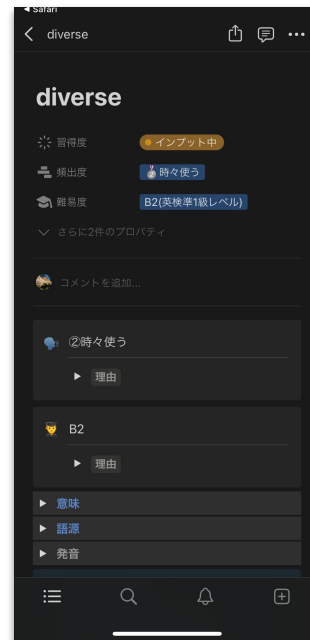 ◀ Safari
diverse
diverse
習得度 インプット中
頻出度 時々使う
難易度 B2(英検準1級レベル)
さらに2件のプロパティ
コメントを追加...
②時々使う
理由
B2
理由
意味
語源
発音